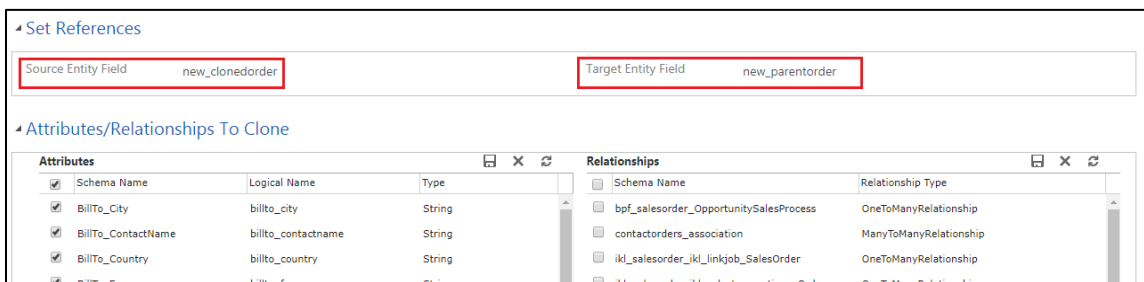 Set References
Source Entity Field new_clonedorder Target Entity Field new_parentorder
Attributes/Relationships To Clone
Attributes Relationships
Schema Name Logical Name Type Schema Name Relationship Type
BillTo_City billto_city String bpf_salesorder_OpportunitySalesProcess OneToManyRelationship
BillTo_ContactName billto_contactname String contactorders_association ManyToManyRelationship
BillTo_Country billto_country String ikl_salesorder_ikl_linkjob_SalesOrder OneToManyRelationship